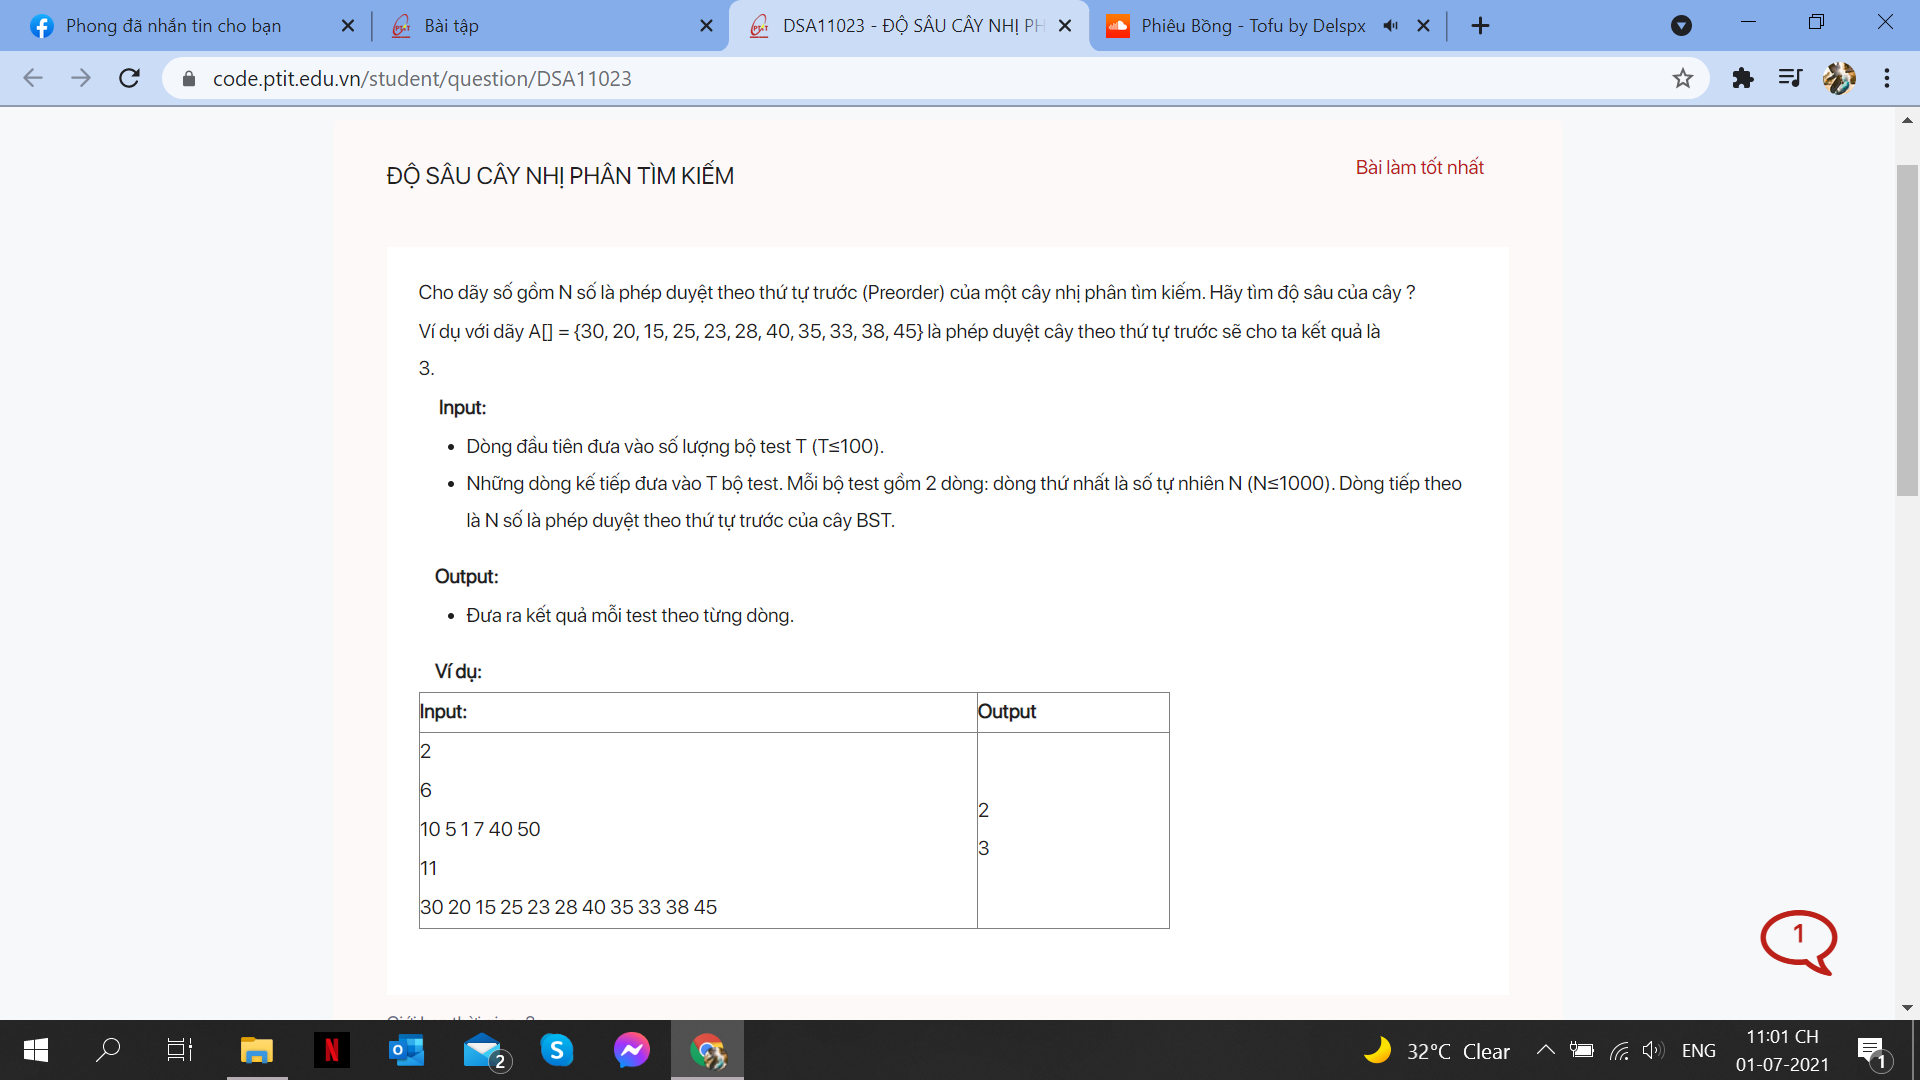 Phong đã nhắn tin cho bạn
Bài tập
DSA11023 - ĐỘ SÂU CÂY NHỊ PH
Phiêu Bồng - Tofu by Delspx
code.ptit.edu.vn/student/question/DSA11023
ĐỘ SÂU CÂY NHỊ PHÂN TÌM KIẾM
Bài làm tốt nhất
Cho dãy số gồm N số là phép duyệt theo thứ tự trước (Preorder) của một cây nhị phân tìm kiếm. Hãy tìm độ sâu của cây ?
Ví dụ với dãy A[] = {30, 20, 15, 25, 23, 28, 40, 35, 33, 38, 45} là phép duyệt cây theo thứ tự trước sẽ cho ta kết quả là
3.
Input:
• Dòng đầu tiên đưa vào số lượng bộ test T (T≤100).
• Những dòng kế tiếp đưa vào T bộ test. Mỗi bộ test gồm 2 dòng: dòng thứ nhất là số tự nhiên N (N≤1000). Dòng tiếp theo
là N số là phép duyệt theo thứ tự trước của cây BST.
Output:
• Đưa ra kết quả mỗi test theo từng dòng.
Ví dụ:
Input:
Output
2
6
10 5 1 7 40 50
11
30 20 15 25 23 28 40 35 33 38 45
2
3
1
2
32°C Clear
ENG
11:01 CH
01-07-2021
1